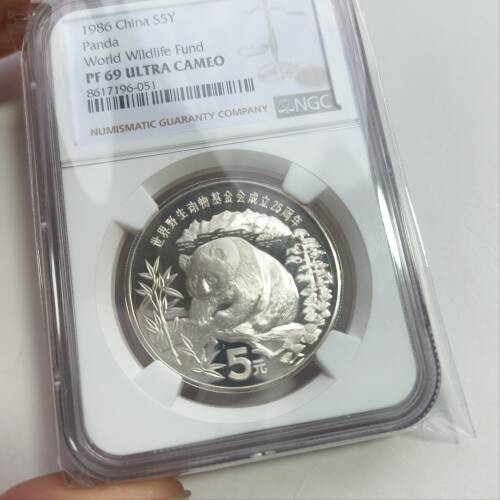 1986 China S5Y
Panda
World Wildlife Fund
PF 69 ULTRA CAMEO
8617196-051
NUMISMATIC GUARANTY COMPANY
NGC
世界野生动物基金会成立25周年
5元